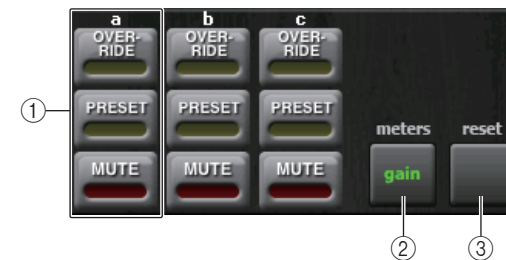 a b c
OVER-
RIDE
OVER-
RIDE
OVER-
RIDE
① PRESET PRESET PRESET
meters reset
MUTE MUTE MUTE
gain
② ③